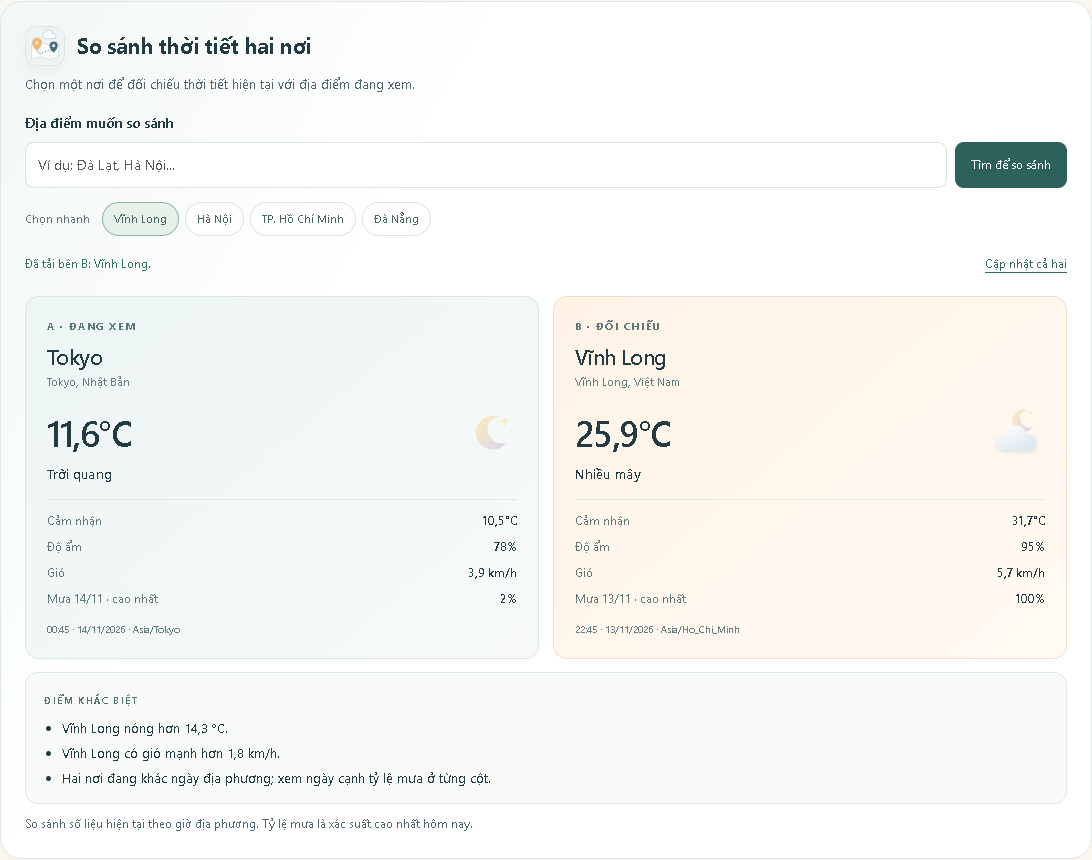 So sánh thời tiết hai nơi
Chọn một nơi để đối chiếu thời tiết hiện tại với địa điểm đang xem.
Địa điểm muốn so sánh
Ví dụ: Đà Lạt, Hà Nội...
Tìm để so sánh
Chọn nhanh
Vĩnh Long
Hà Nội
TP. Hồ Chí Minh
Đà Nẵng
Đã tải bên B: Vĩnh Long.
Cập nhật cả hai
A · ĐANG XEM
Tokyo
Tokyo, Nhật Bản
11,6°C
Trời quang
Cảm nhận 10,5°C
Độ ẩm 78%
Gió 3,9 km/h
Mưa 14/11 · cao nhất 2%
00:45 · 14/11/2026 · Asia/Tokyo
B · ĐỐI CHIẾU
Vĩnh Long
Vĩnh Long, Việt Nam
25,9°C
Nhiều mây
Cảm nhận 31,7°C
Độ ẩm 95%
Gió 5,7 km/h
Mưa 13/11 · cao nhất 100%
22:45 · 13/11/2026 · Asia/Ho_Chi_Minh
ĐIỂM KHÁC BIỆT
• Vĩnh Long nóng hơn 14,3 °C.
• Vĩnh Long có gió mạnh hơn 1,8 km/h.
• Hai nơi đang khác ngày địa phương; xem ngày cạnh tỷ lệ mưa ở từng cột.
So sánh số liệu hiện tại theo giờ địa phương. Tỷ lệ mưa là xác suất cao nhất hôm nay.